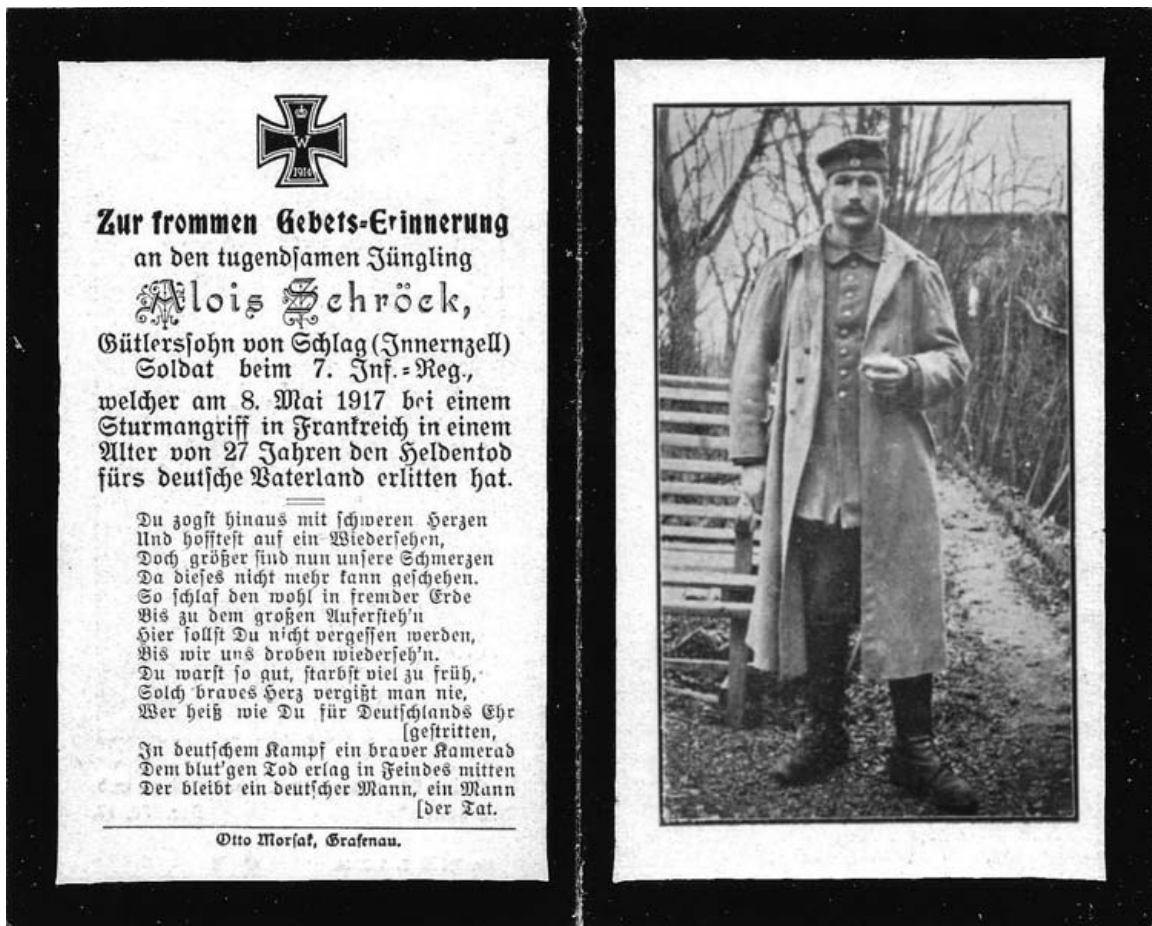 W
1914
Zur frommen Gebets-Erinnerung
an den tugendsamen Jüngling
Alois Schröck,
Gütlerssohn von Schlag (Innernzell)
Soldat beim 7. Inf.-Reg.,
welcher am 8. Mai 1917 bei einem
Sturmangriff in Frankreich in einem
Alter von 27 Jahren den Heldentod
fürs deutsche Vaterland erlitten hat.
Du zogst hinaus mit schweren Herzen
Und hofftest auf ein Wiedersehen,
Doch größer sind nun unsere Schmerzen
Da dieses nicht mehr kann geschehen.
So schlaf den wohl in fremder Erde
Bis zu dem großen Aufersteh'n
Hier sollst Du nicht vergessen werden,
Bis wir uns droben wiederseh'n.
Du warst so gut, starbst viel zu früh,
Solch braves Herz vergißt man nie,
Wer heiß wie Du für Deutschlands Ehr
[gestritten,
In deutschem Kampf ein braver Kamerad
Dem blut'gen Tod erlag in Feindes mitten
Der bleibt ein deutscher Mann, ein Mann
[der Tat.
Otto Morsak, Grafenau.